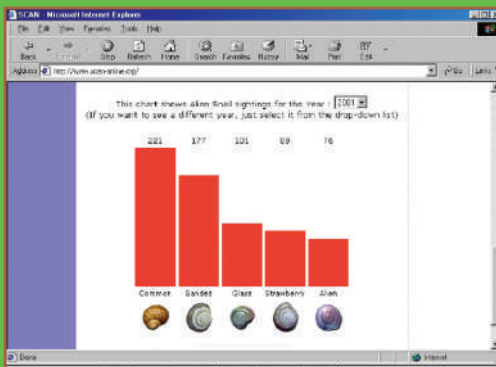 SCAN - Microsoft Internet Explorer
File Edit View Favorites Tools Help
Back Stop Refresh Home Search Favorites History Mail Print Edit
Address Go Links
This chart shows Alien Snail sightings for the year : 2001
(If you want to see a different year, just select it from the drop-down list)
221 177 101 89 76
Common Banded Glass Strawberry Alien
Done Internet